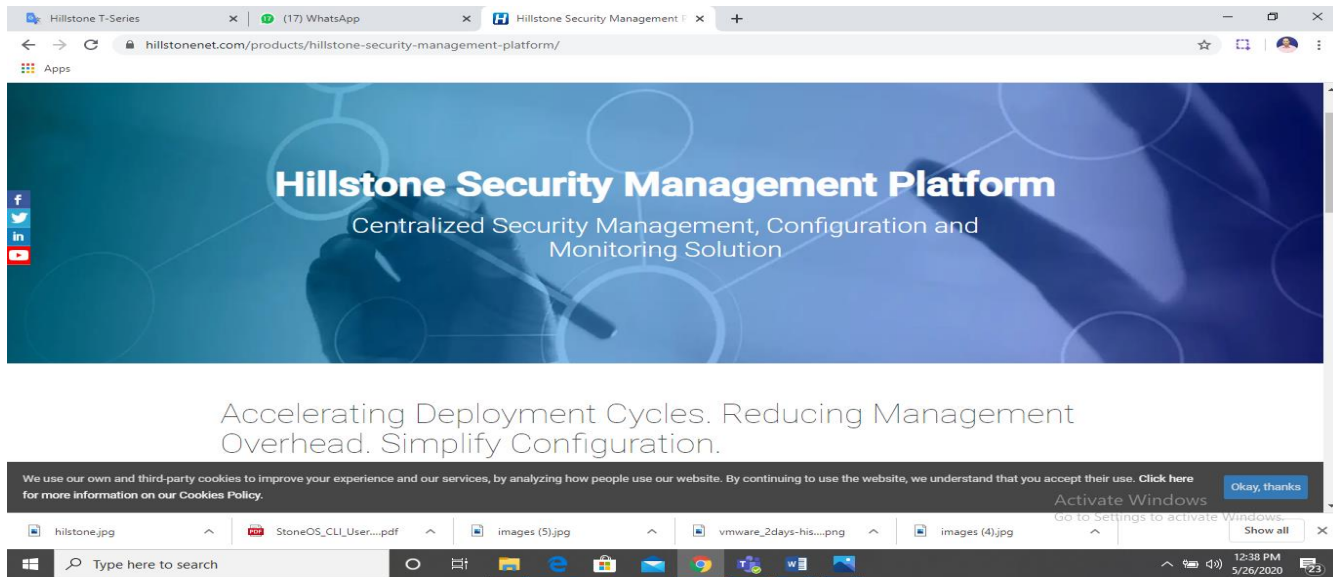 Hillstone T-Series
(17) WhatsApp
Hillstone Security Management
hillstonenet.com/products/hillstone-security-management-platform/
Apps
Hillstone Security Management Platform
Centralized Security Management, Configuration and
Monitoring Solution
Accelerating Deployment Cycles. Reducing Management
Overhead. Simplify Configuration.
We use our own and third-party cookies to improve your experience and our services, by analyzing how people use our website. By continuing to use the website, we understand that you accept their use. Click here
for more information on our Cookies Policy.
Okay, thanks
Activate Windows
Go to Settings to activate Windows.
hilstone.jpg
StoneOS_CLI_User....pdf
images (5).jpg
vmware_2days-his....png
images (4).jpg
Show all
Type here to search
12:38 PM
5/26/2020
23